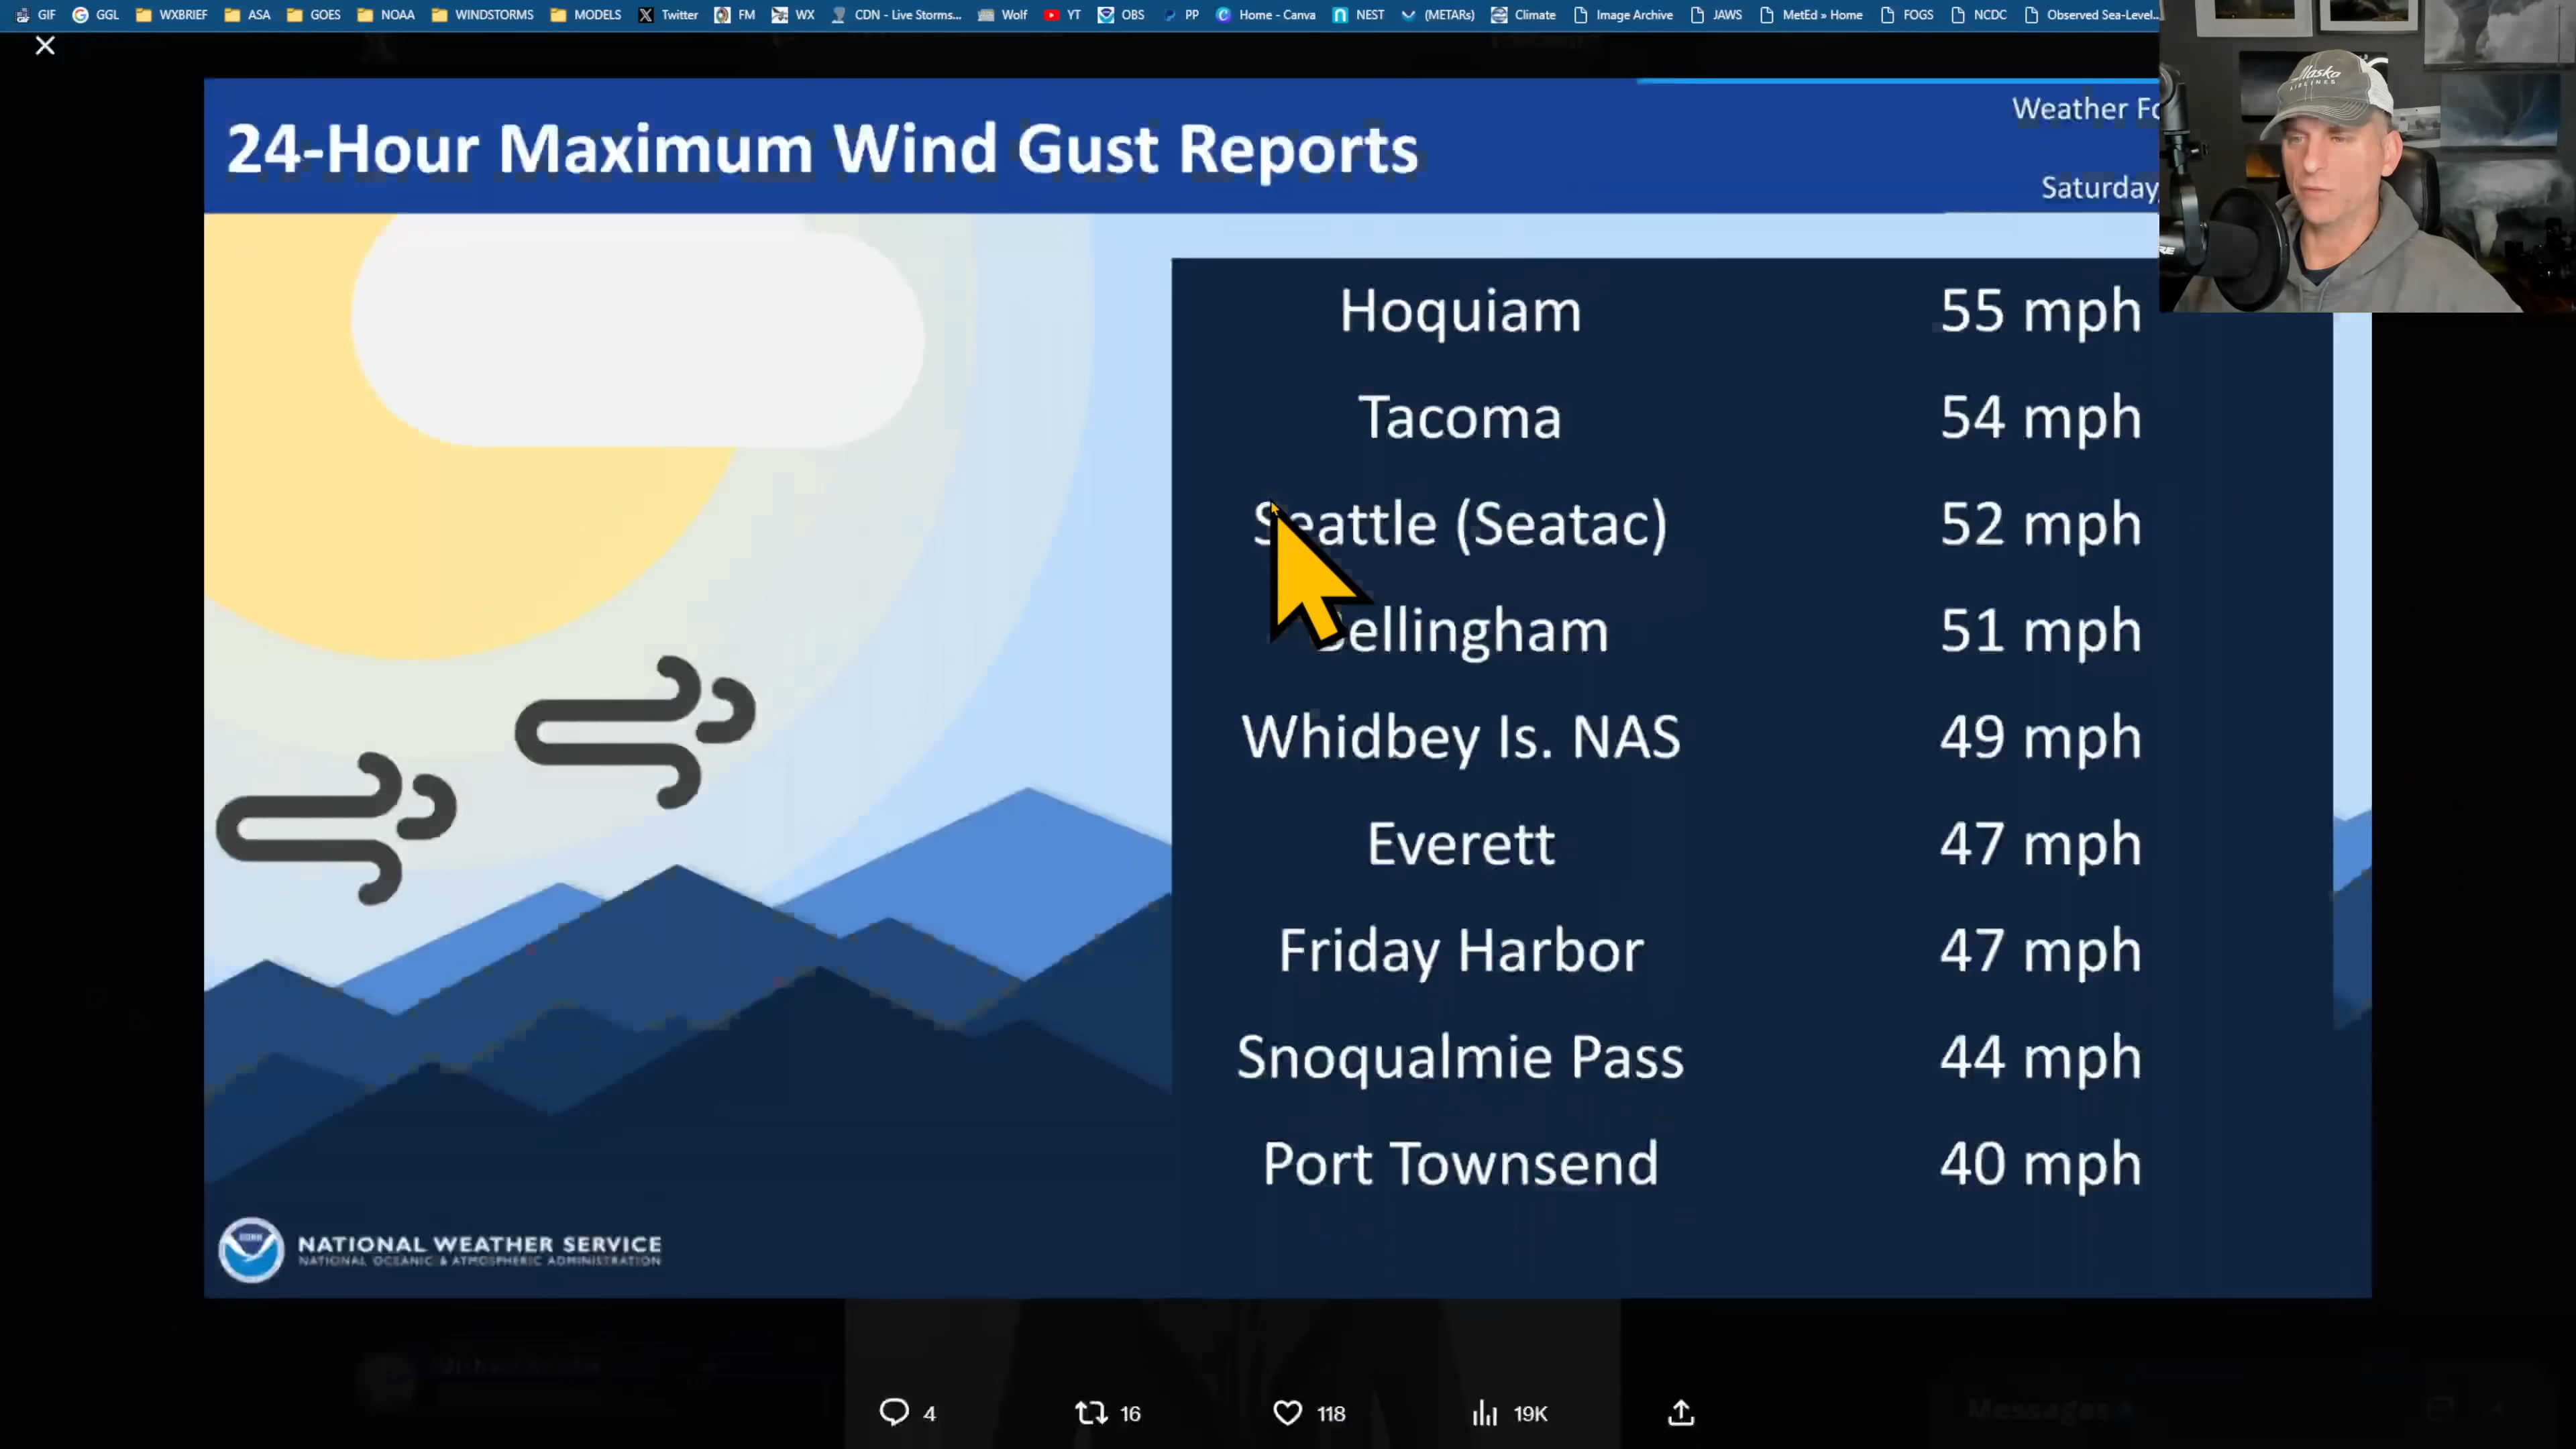 GIF GGL WXBRIEF ASA GOES NOAA WINDSTORMS MODELS Twitter FM WX CDN - Live Storms... Wolf YT OBS PP Home - Canva NEST (METARs) Climate Image Archive JAWS MetEd » Home FOGS NCDC Observed Sea-Level...
24-Hour Maximum Wind Gust Reports
Weather
Saturday,
Alaska
AIRLINES
Hoquiam 55 mph
Tacoma 54 mph
Seattle (Seatac) 52 mph
Bellingham 51 mph
Whidbey Is. NAS 49 mph
Everett 47 mph
Friday Harbor 47 mph
Snoqualmie Pass 44 mph
Port Townsend 40 mph
NATIONAL WEATHER SERVICE
NATIONAL OCEANIC & ATMOSPHERIC ADMINISTRATION
4 16 118 19K
Messages